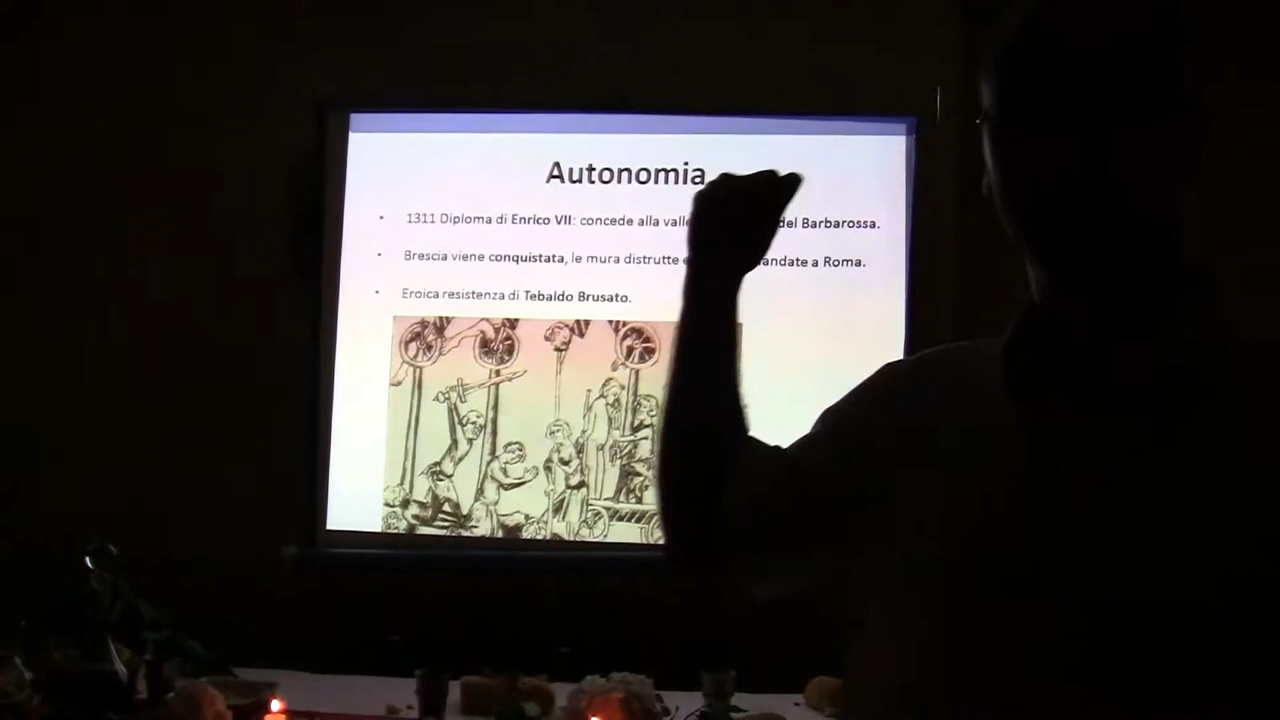 Autonomia
• 1311 Diploma di Enrico VII: concede alla valle del Barbarossa.
• Brescia viene conquistata, le mura distrutte e mandate a Roma.
• Eroica resistenza di Tebaldo Brusato.